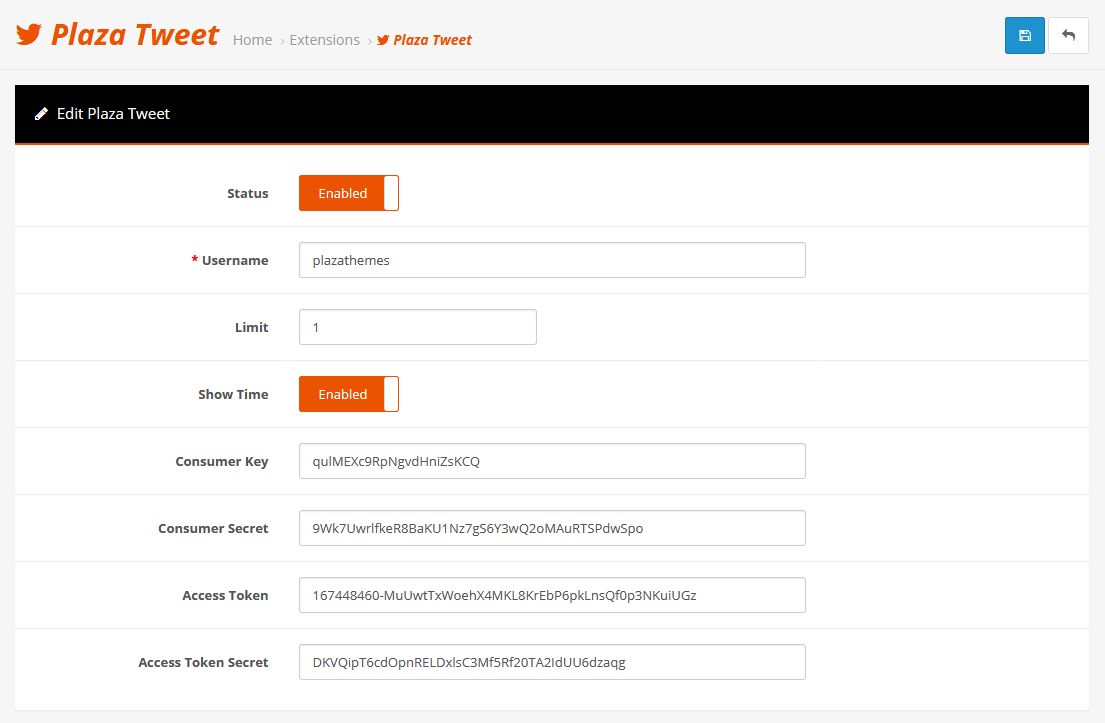 Plaza Tweet Home › Extensions › Plaza Tweet
Edit Plaza Tweet
Status Enabled
* Username plazathemes
Limit 1
Show Time Enabled
Consumer Key qulMEXc9RpNgvdHniZsKCQ
Consumer Secret 9Wk7UwrlfkeR8BaKU1Nz7gS6Y3wQ2oMAuRTSPdwSpo
Access Token 167448460-MuUwtTxWoehX4MKL8KrEbP6pkLnsQf0p3NKuiUGz
Access Token Secret DKVQipT6cdOpnRELDxlsC3Mf5Rf20TA2IdUU6dzaqg